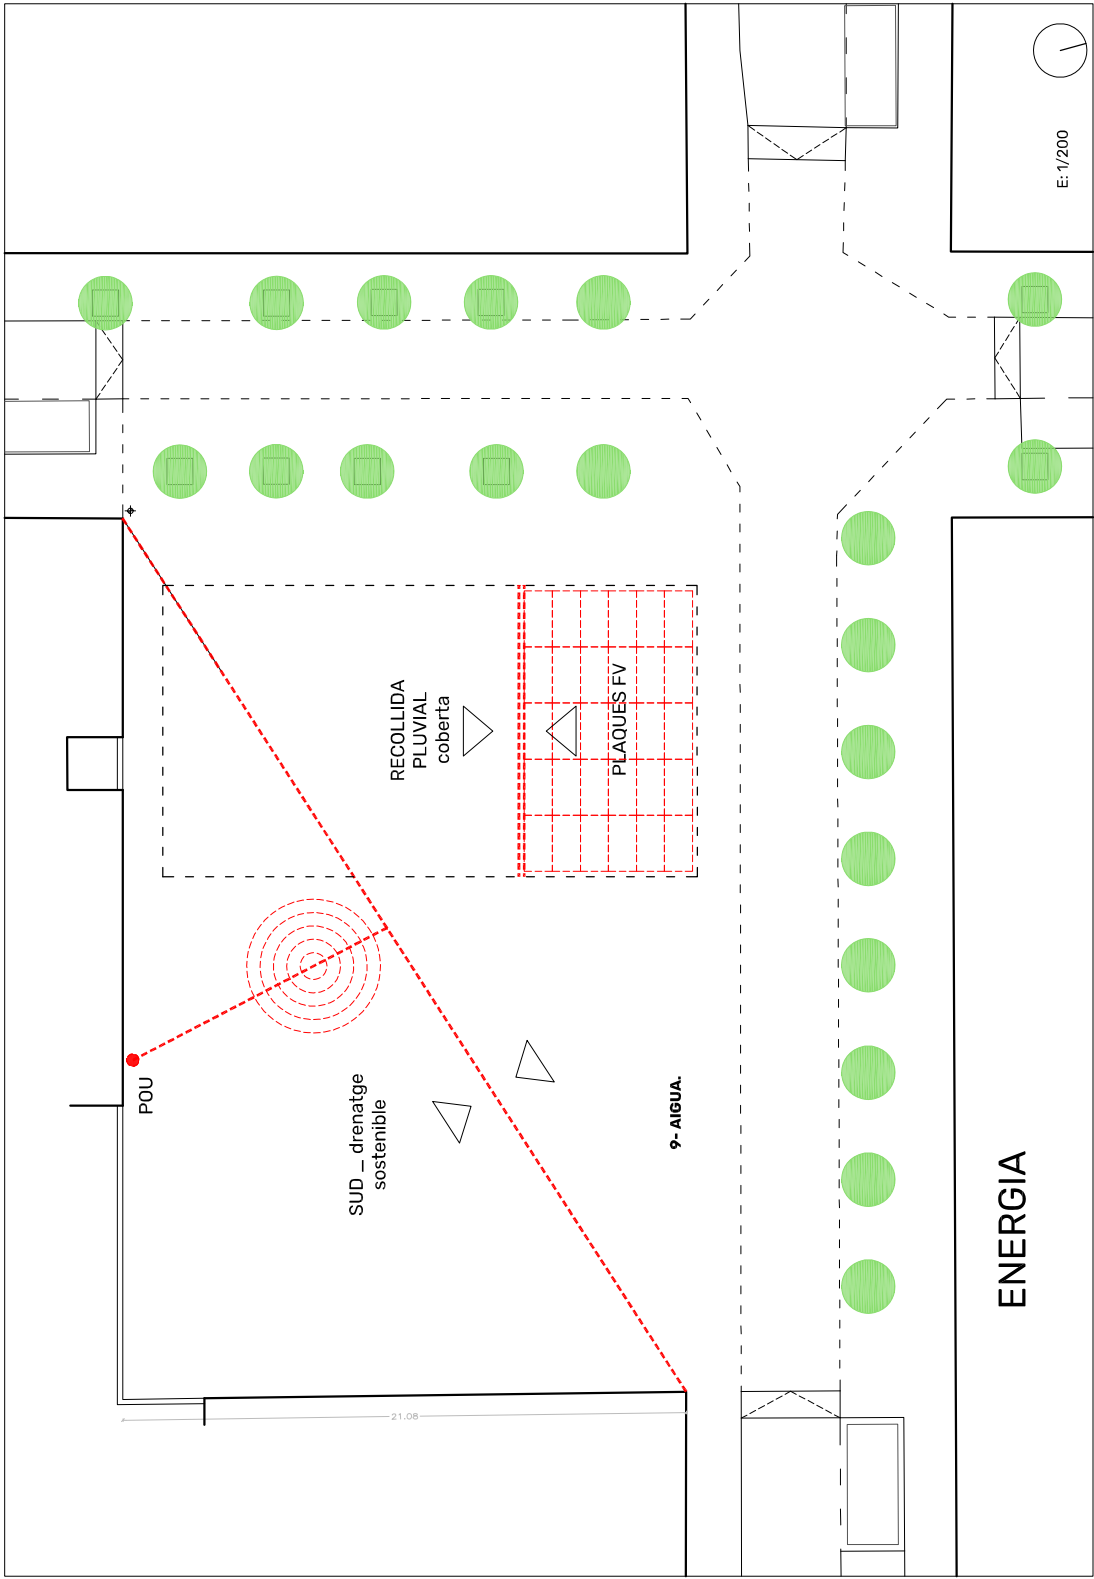 E: 1/200
RECOLLIDA
PLUVIAL
coberta
PLAQUES FV
POU
SUD _ drenatge
sostenible
9- AIGUA.
ENERGIA
21.08